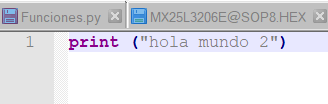 Funciones.py MX25L3206E@SOP8.HEX
1 print ("hola mundo 2")